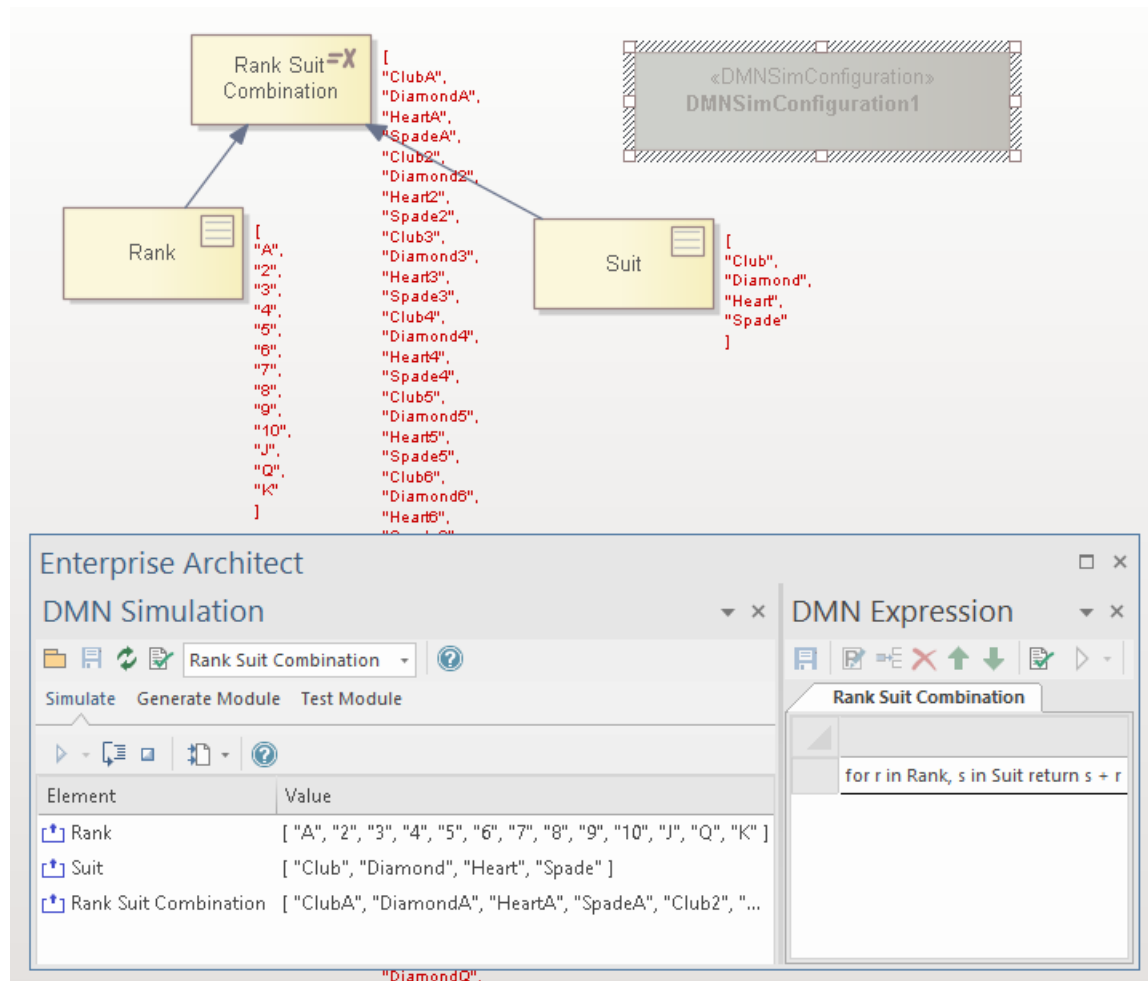 Rank Suit
Combination
=X
[
"ClubA",
"DiamondA",
"HeartA",
"SpadeA",
"Club2",
"Diamond2",
"Heart2",
"Spade2",
"Club3",
"Diamond3",
"Heart3",
"Spade3",
"Club4",
"Diamond4",
"Heart4",
"Spade4",
"Club5",
"Diamond5",
"Heart5",
"Spade5",
"Club6",
"Diamond6",
"Heart6",
«DMNSimConfiguration»
DMNSimConfiguration1
Rank
[
"A",
"2",
"3",
"4",
"5",
"6",
"7",
"8",
"9",
"10",
"J",
"Q",
"K"
]
Suit
[
"Club",
"Diamond",
"Heart",
"Spade"
]
Enterprise Architect
DMN Simulation
Rank Suit Combination
Simulate Generate Module Test Module
Element Value
Rank [ "A", "2", "3", "4", "5", "6", "7", "8", "9", "10", "J", "Q", "K" ]
Suit [ "Club", "Diamond", "Heart", "Spade" ]
Rank Suit Combination [ "ClubA", "DiamondA", "HeartA", "SpadeA", "Club2", "...
DMN Expression
Rank Suit Combination
for r in Rank, s in Suit return s + r
"DiamondQ",